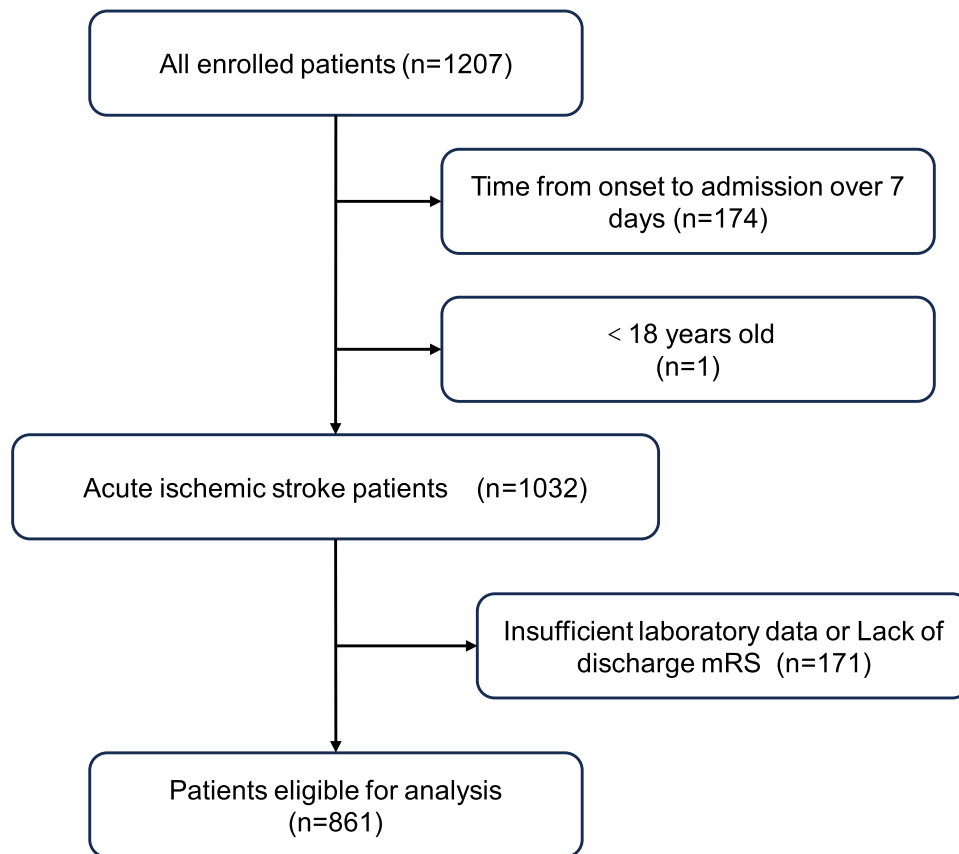 All enrolled patients (n=1207)
Time from onset to admission over 7
days (n=174)
< 18 years old
(n=1)
Acute ischemic stroke patients (n=1032)
Insufficient laboratory data or Lack of
discharge mRS (n=171)
Patients eligible for analysis
(n=861)